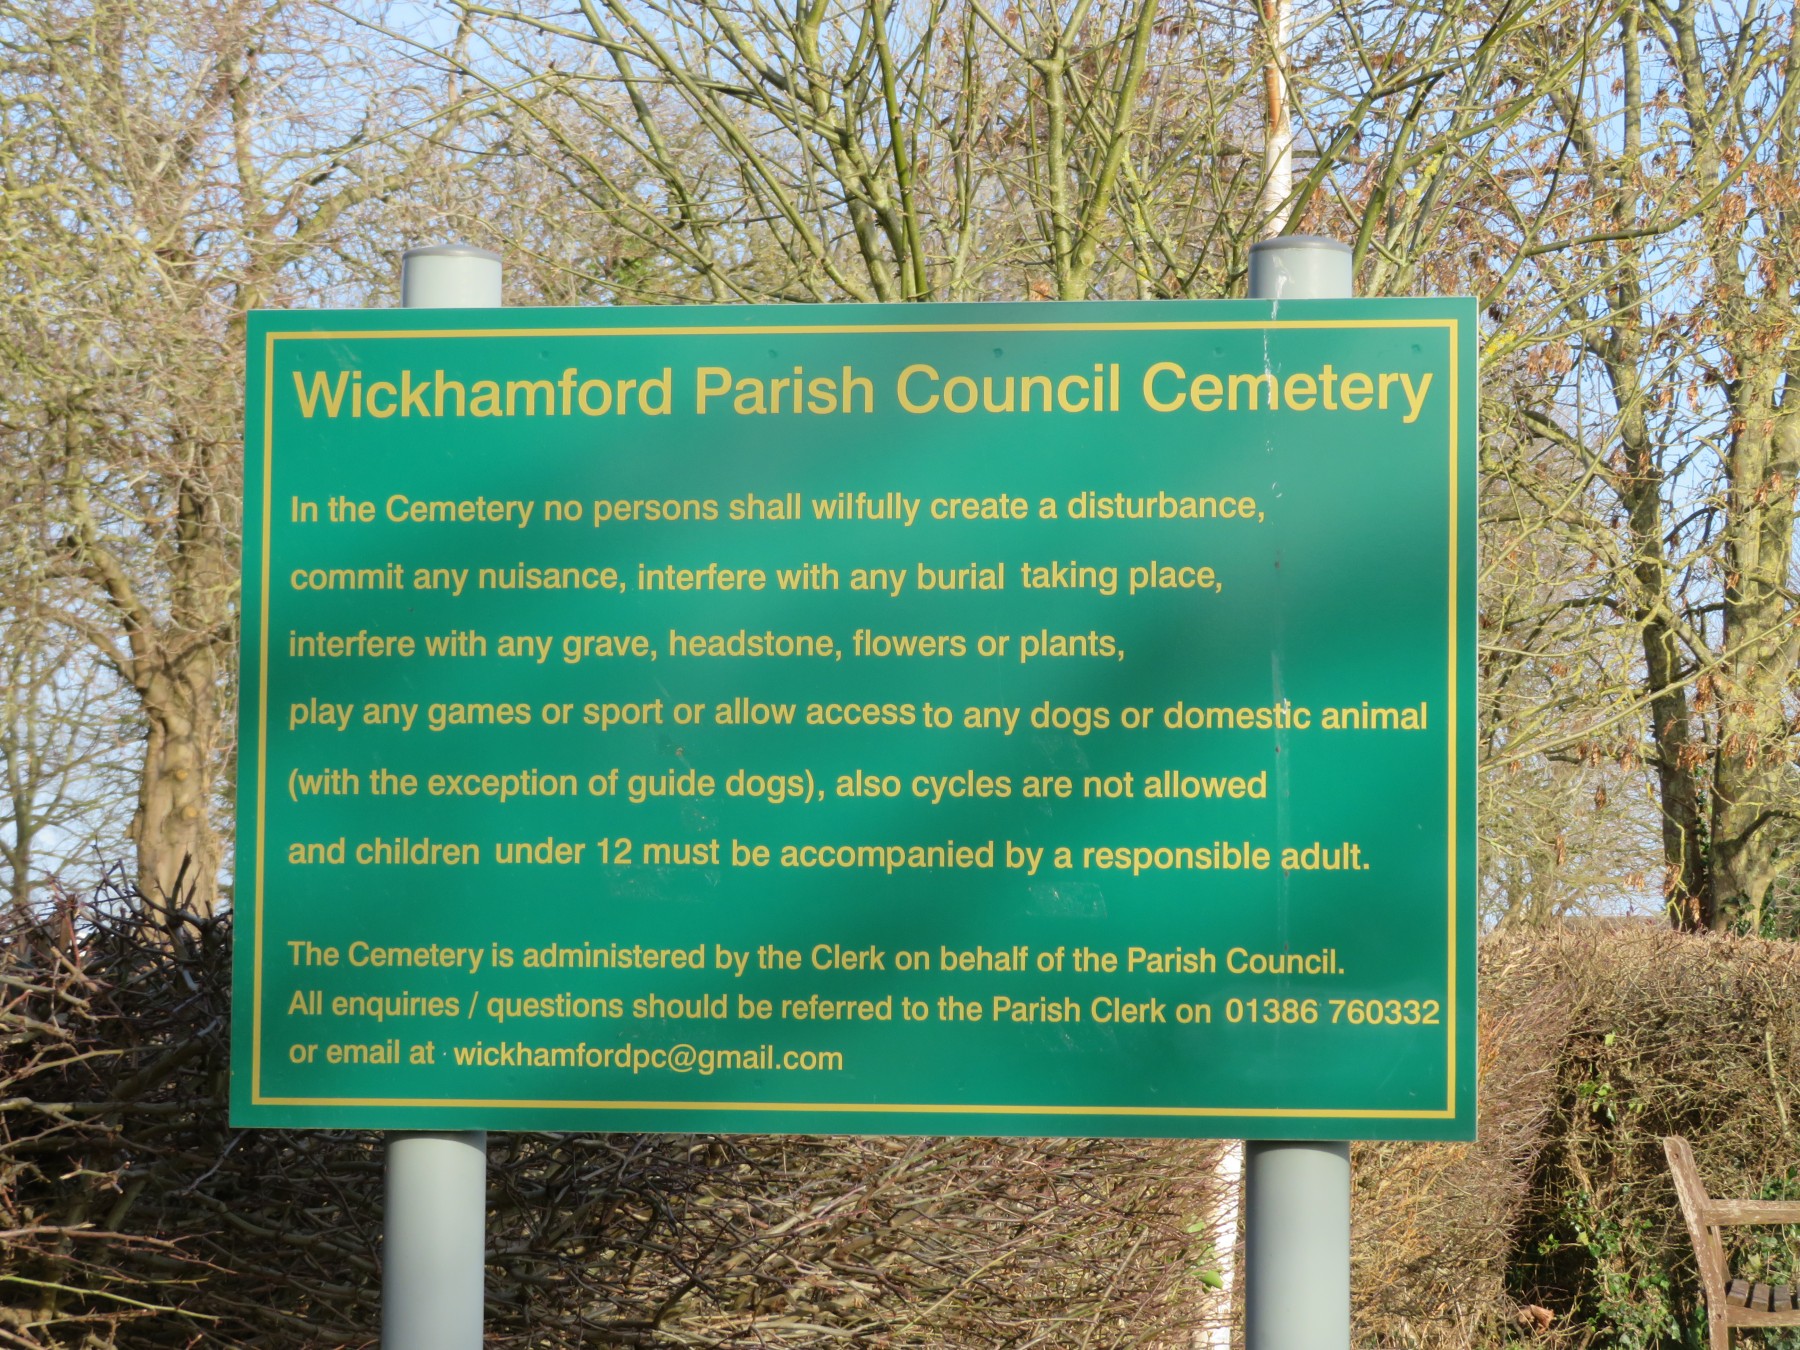 Wickhamford Parish Council Cemetery
In the Cemetery no persons shall wilfully create a disturbance,
commit any nuisance, interfere with any burial taking place,
interfere with any grave, headstone, flowers or plants,
play any games or sport or allow access to any dogs or domestic animal
(with the exception of guide dogs), also cycles are not allowed
and children under 12 must be accompanied by a responsible adult.
The Cemetery is administered by the Clerk on behalf of the Parish Council.
All enquiries / questions should be referred to the Parish Clerk on 01386 760332
or email at wickhamfordpc@gmail.com